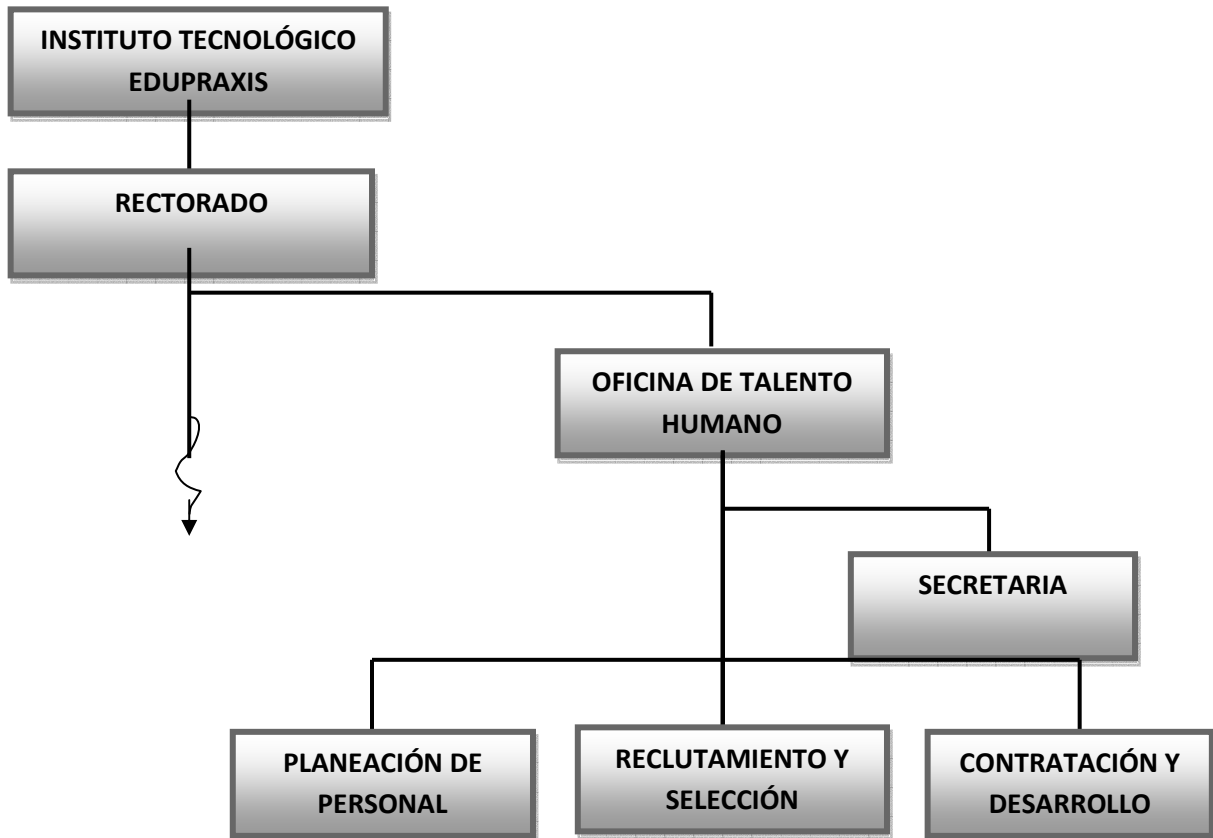 INSTITUTO TECNOLÓGICO
EDUPRAXIS
RECTORADO
OFICINA DE TALENTO
HUMANO
SECRETARIA
PLANEACIÓN DE
PERSONAL
RECLUTAMIENTO Y
SELECCIÓN
CONTRATACIÓN Y
DESARROLLO